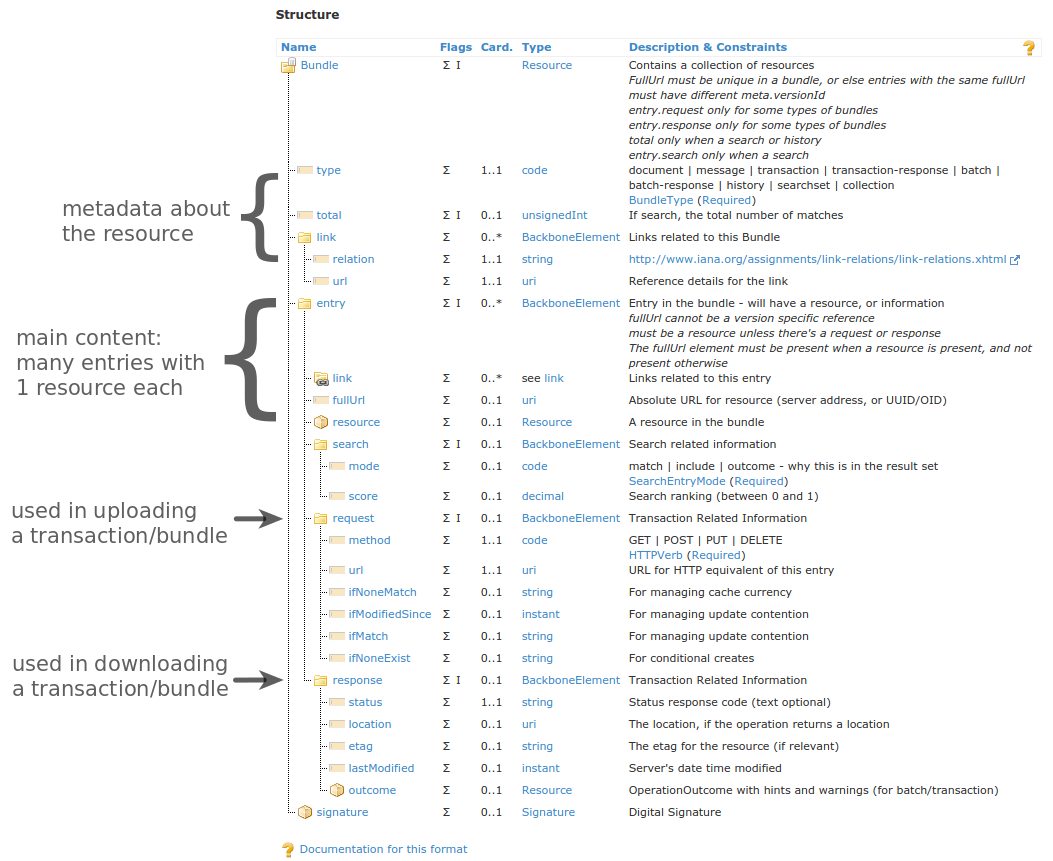 Structure
Name Flags Card. Type Description & Constraints
Bundle Σ I Resource Contains a collection of resources
FullUrl must be unique in a bundle, or else entries with the same fullUrl
must have different meta.versionId
entry.request only for some types of bundles
entry.response only for some types of bundles
total only when a search or history
entry.search only when a search
type Σ 1..1 code document | message | transaction | transaction-response | batch |
batch-response | history | searchset | collection
BundleType (Required)
metadata about
the resource
total Σ I 0..1 unsignedInt If search, the total number of matches
link Σ 0..* BackboneElement Links related to this Bundle
relation Σ 1..1 string http://www.iana.org/assignments/link-relations/link-relations.xhtml
url Σ 1..1 uri Reference details for the link
entry Σ I 0..* BackboneElement Entry in the bundle - will have a resource, or information
fullUrl cannot be a version specific reference
must be a resource unless there's a request or response
The fullUrl element must be present when a resource is present, and not
present otherwise
main content:
many entries with
1 resource each
link Σ 0..* see link Links related to this entry
fullUrl Σ 0..1 uri Absolute URL for resource (server address, or UUID/OID)
resource Σ 0..1 Resource A resource in the bundle
search Σ I 0..1 BackboneElement Search related information
mode Σ 0..1 code match | include | outcome - why this is in the result set
SearchEntryMode (Required)
score Σ 0..1 decimal Search ranking (between 0 and 1)
used in uploading
a transaction/bundle
request Σ I 0..1 BackboneElement Transaction Related Information
method Σ 1..1 code GET | POST | PUT | DELETE
HTTPVerb (Required)
url Σ 1..1 uri URL for HTTP equivalent of this entry
ifNoneMatch Σ 0..1 string For managing cache currency
ifModifiedSince Σ 0..1 instant For managing update contention
ifMatch Σ 0..1 string For managing update contention
ifNoneExist Σ 0..1 string For conditional creates
used in downloading
a transaction/bundle
response Σ I 0..1 BackboneElement Transaction Related Information
status Σ 1..1 string Status response code (text optional)
location Σ 0..1 uri The location, if the operation returns a location
etag Σ 0..1 string The etag for the resource (if relevant)
lastModified Σ 0..1 instant Server's date time modified
outcome Σ 0..1 Resource OperationOutcome with hints and warnings (for batch/transaction)
signature Σ 0..1 Signature Digital Signature
Documentation for this format